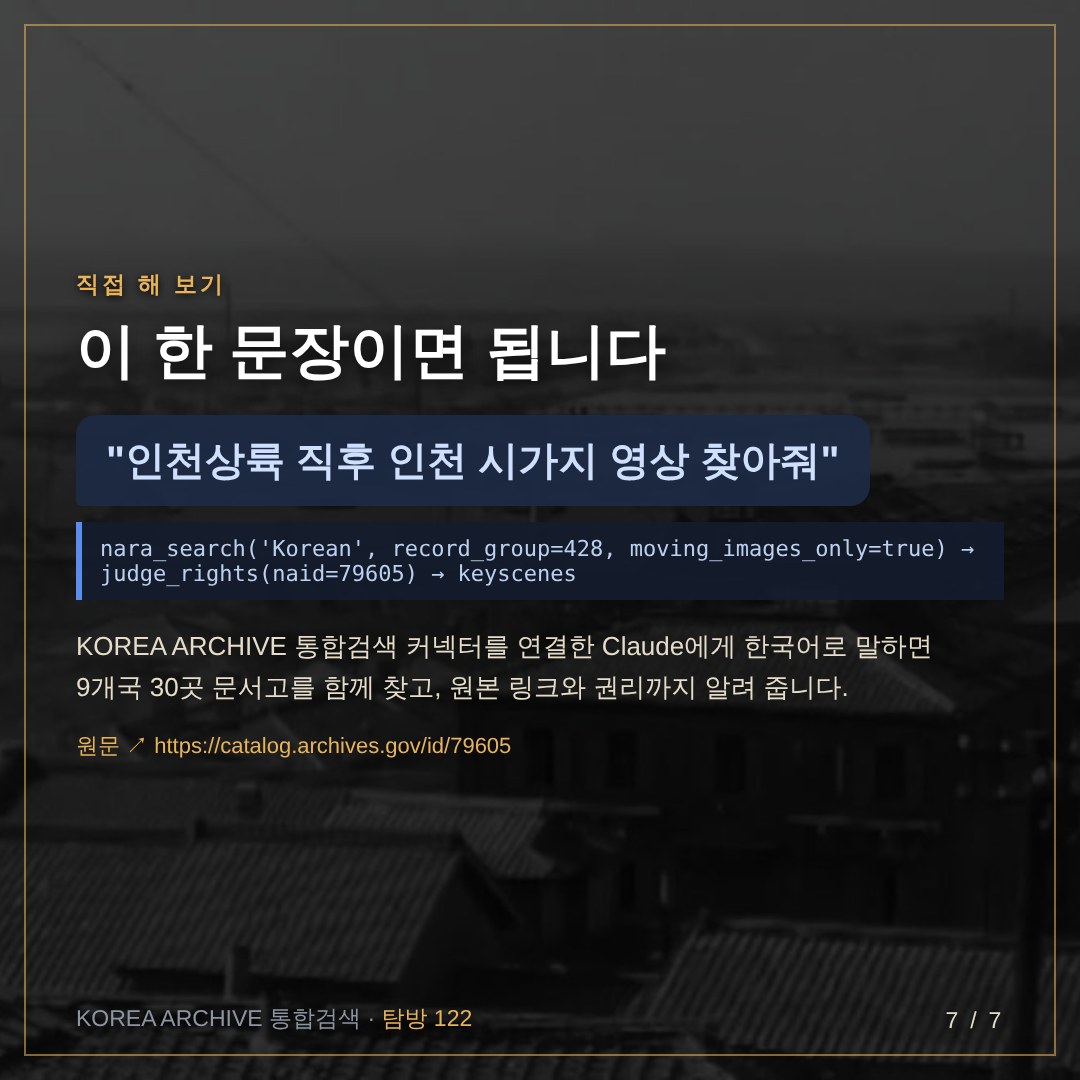 직접 해 보기
이 한 문장이면 됩니다
"인천상륙 직후 인천 시가지 영상 찾아줘"
nara_search('Korean', record_group=428, moving_images_only=true) →
judge_rights(naid=79605) → keyscenes
KOREA ARCHIVE 통합검색 커넥터를 연결한 Claude에게 한국어로 말하면
9개국 30곳 문서고를 함께 찾고, 원본 링크와 권리까지 알려 줍니다.
원문 ↗ https://catalog.archives.gov/id/79605
KOREA ARCHIVE 통합검색 · 탐방 122
7 / 7